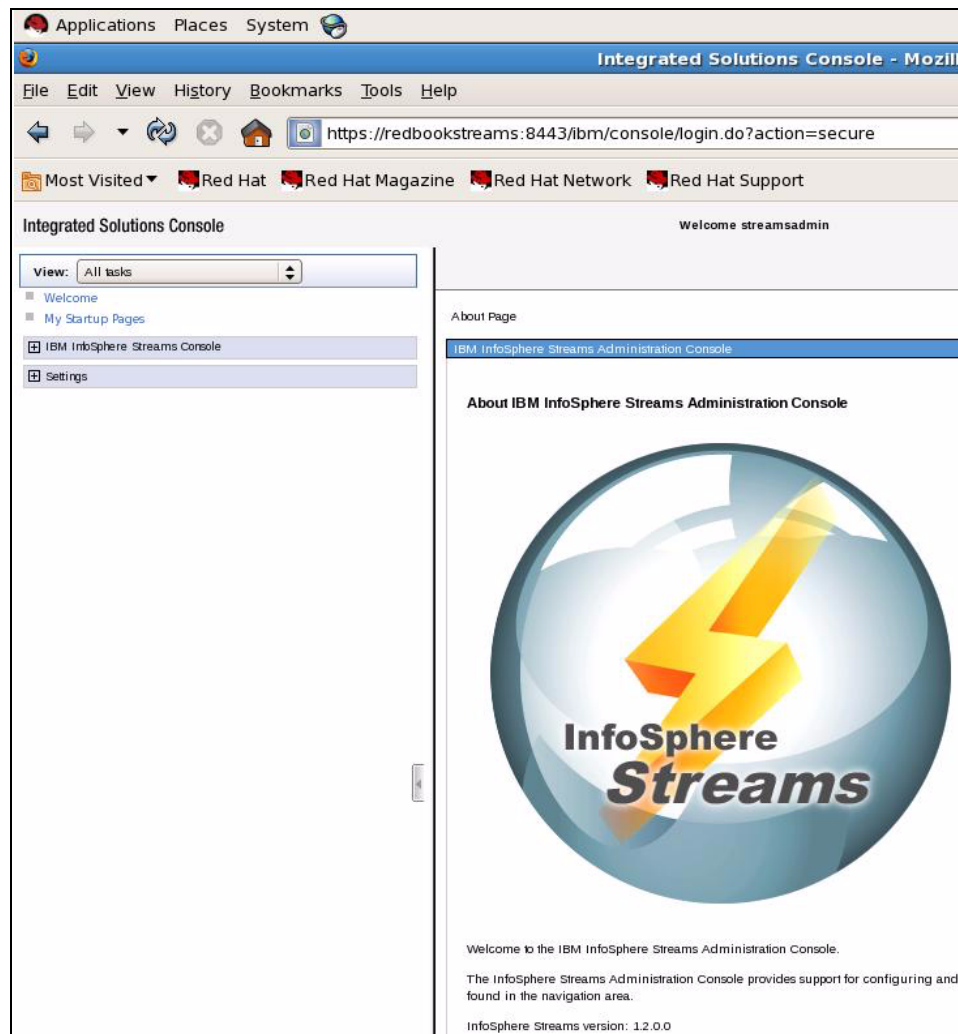 Applications Places System
Integrated Solutions Console - Mozill
File Edit View History Bookmarks Tools Help
https://redbookstreams:8443/ibm/console/login.do?action=secure
Most Visited Red Hat Red Hat Magazine Red Hat Network Red Hat Support
Integrated Solutions Console
Welcome streamsadmin
View: All tasks
Welcome
My Startup Pages
IBM InfoSphere Streams Console
Settings
About Page
IBM InfoSphere Streams Administration Console
About IBM InfoSphere Streams Administration Console
InfoSphere
Streams
Welcome to the IBM InfoSphere Streams Administration Console.
The InfoSphere Streams Administration Console provides support for configuring and
found in the navigation area.
InfoSphere Streams version: 1.2.0.0